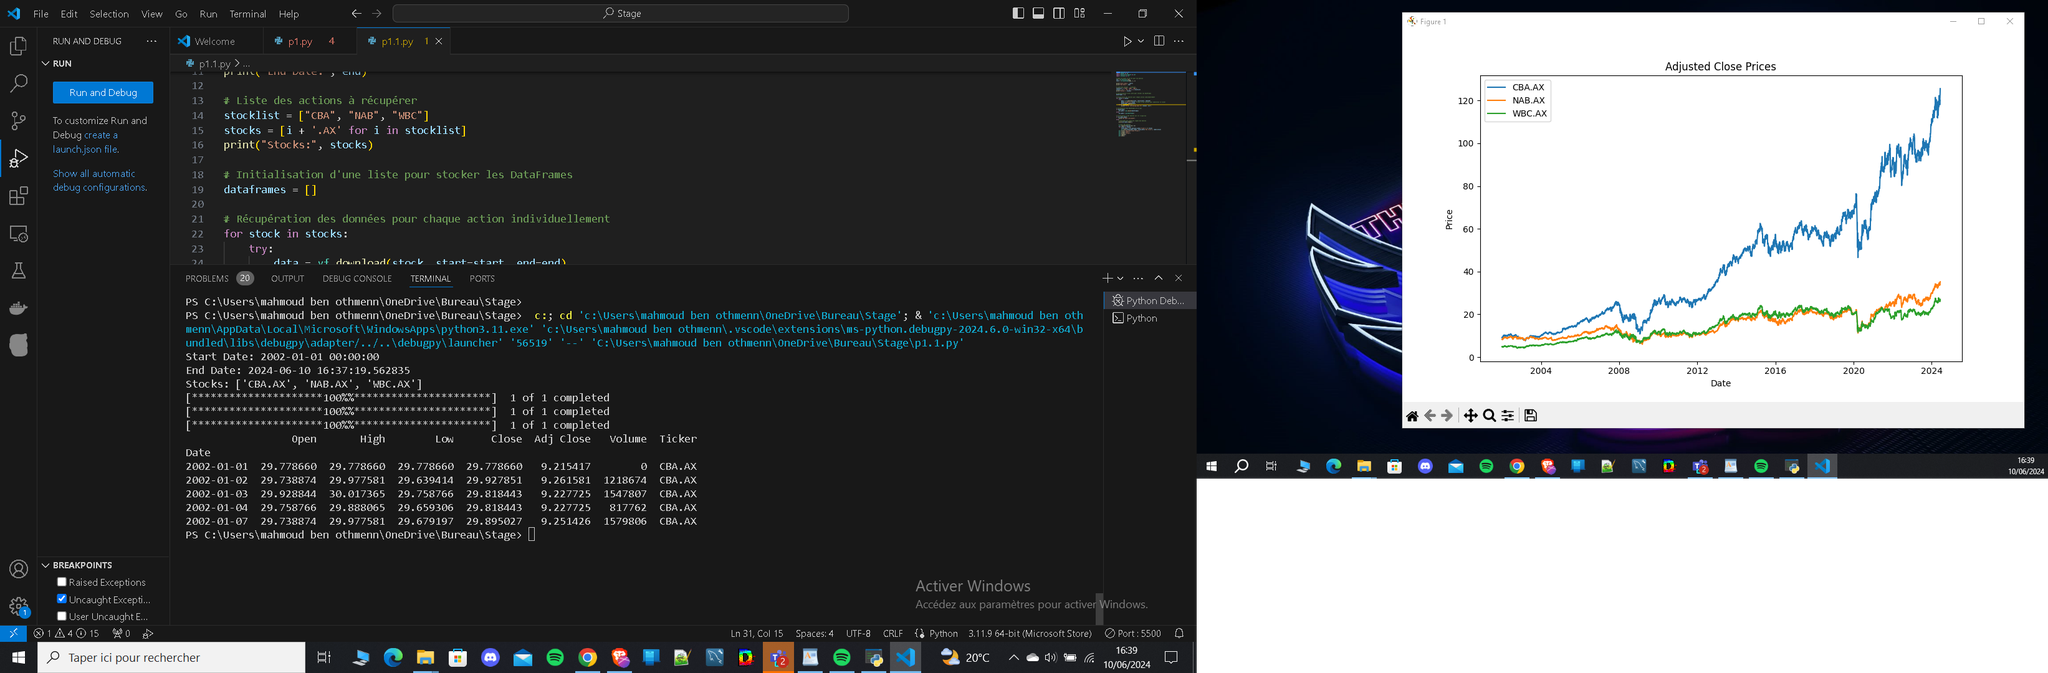 File Edit Selection View Go Run Terminal Help
Stage
RUN AND DEBUG ...
RUN
Run and Debug
To customize Run and
Debug create a
launch.json file.
Show all automatic
debug configurations.
BREAKPOINTS
Raised Exceptions
Uncaught Excepti...
User Uncaught E...
Welcome p1.py 4 p1.1.py 1
p1.1.py > ...
11 print("End Date:", end)
12
13 # Liste des actions à récupérer
14 stocklist = ["CBA", "NAB", "WBC"]
15 stocks = [i + '.AX' for i in stocklist]
16 print("Stocks:", stocks)
17
18 # Initialisation d'une liste pour stocker les DataFrames
19 dataframes = []
20
21 # Récupération des données pour chaque action individuellement
22 for stock in stocks:
23 try:
24 data = yf.download(stock, start=start, end=end)
PROBLEMS 20 OUTPUT DEBUG CONSOLE TERMINAL PORTS
Python Deb...
Python
PS C:\Users\mahmoud ben othmenn\OneDrive\Bureau\Stage>
PS C:\Users\mahmoud ben othmenn\OneDrive\Bureau\Stage> c:; cd 'c:\Users\mahmoud ben othmenn\OneDrive\Bureau\Stage'; & 'c:\Users\mahmoud ben oth
menn\AppData\Local\Microsoft\WindowsApps\python3.11.exe' 'c:\Users\mahmoud ben othmenn\.vscode\extensions\ms-python.debugpy-2024.6.0-win32-x64\b
undled\libs\debugpy\adapter/../..\debugpy\launcher' '56519' '--' 'C:\Users\mahmoud ben othmenn\OneDrive\Bureau\Stage\p1.1.py'
Start Date: 2002-01-01 00:00:00
End Date: 2024-06-10 16:37:19.562835
Stocks: ['CBA.AX', 'NAB.AX', 'WBC.AX']
[*********************100%%**********************] 1 of 1 completed
[*********************100%%**********************] 1 of 1 completed
[*********************100%%**********************] 1 of 1 completed
Open High Low Close Adj Close Volume Ticker
Date
2002-01-01 29.778660 29.778660 29.778660 29.778660 9.215417 0 CBA.AX
2002-01-02 29.738874 29.977581 29.639414 29.927851 9.261581 1218674 CBA.AX
2002-01-03 29.928844 30.017365 29.758766 29.818443 9.227725 1547807 CBA.AX
2002-01-04 29.758766 29.888065 29.659306 29.818443 9.227725 817762 CBA.AX
2002-01-07 29.738874 29.977581 29.679197 29.895027 9.251426 1579806 CBA.AX
PS C:\Users\mahmoud ben othmenn\OneDrive\Bureau\Stage>
Activer Windows
Accédez aux paramètres pour activer Windows.
1 4 15 0
Ln 31, Col 15 Spaces: 4 UTF-8 CRLF Python 3.11.9 64-bit (Microsoft Store) Port : 5500
Taper ici pour rechercher
20°C
16:39
10/06/2024
Figure 1
Adjusted Close Prices
CBA.AX
NAB.AX
WBC.AX
120
100
80
60
40
20
0
Price
2004 2008 2012 2016 2020 2024
Date
TH
16:39
10/06/2024